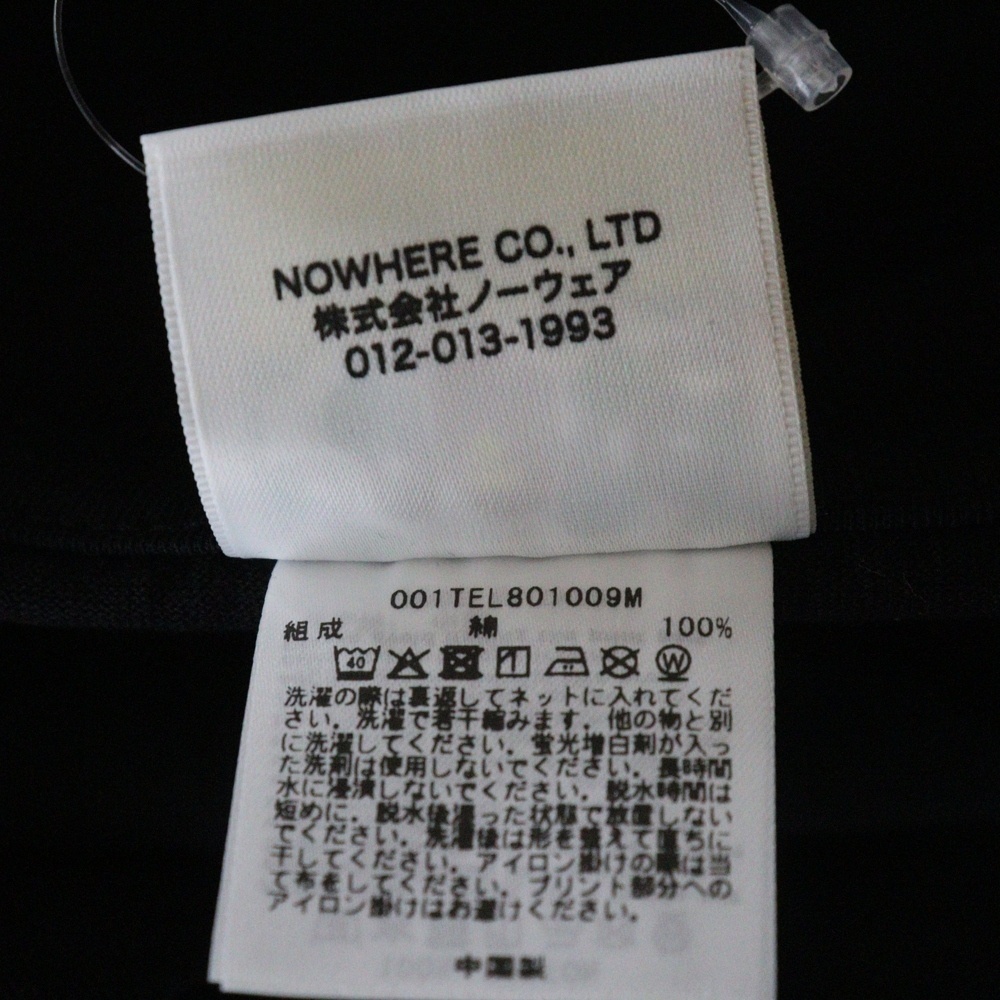 NOWHERE CO., LTD
株式会社ノーウェア
012-013-1993
001TEL801009M
組成 綿 100%
40 W
洗濯の際は裏返してネットに入れてくだ
さい。洗濯で若干縮みます。他の物と別
に洗濯してください。蛍光増白剤が入っ
た洗剤は使用しないでください。長時間
水に浸漬しないでください。脱水時間は
短めに。脱水後湿った状態で放置しない
でください。洗濯後は形を整えて直ちに
干してください。アイロン掛けの際は当
て布をしてください。プリント部分への
アイロン掛けはお避けください。
中国製